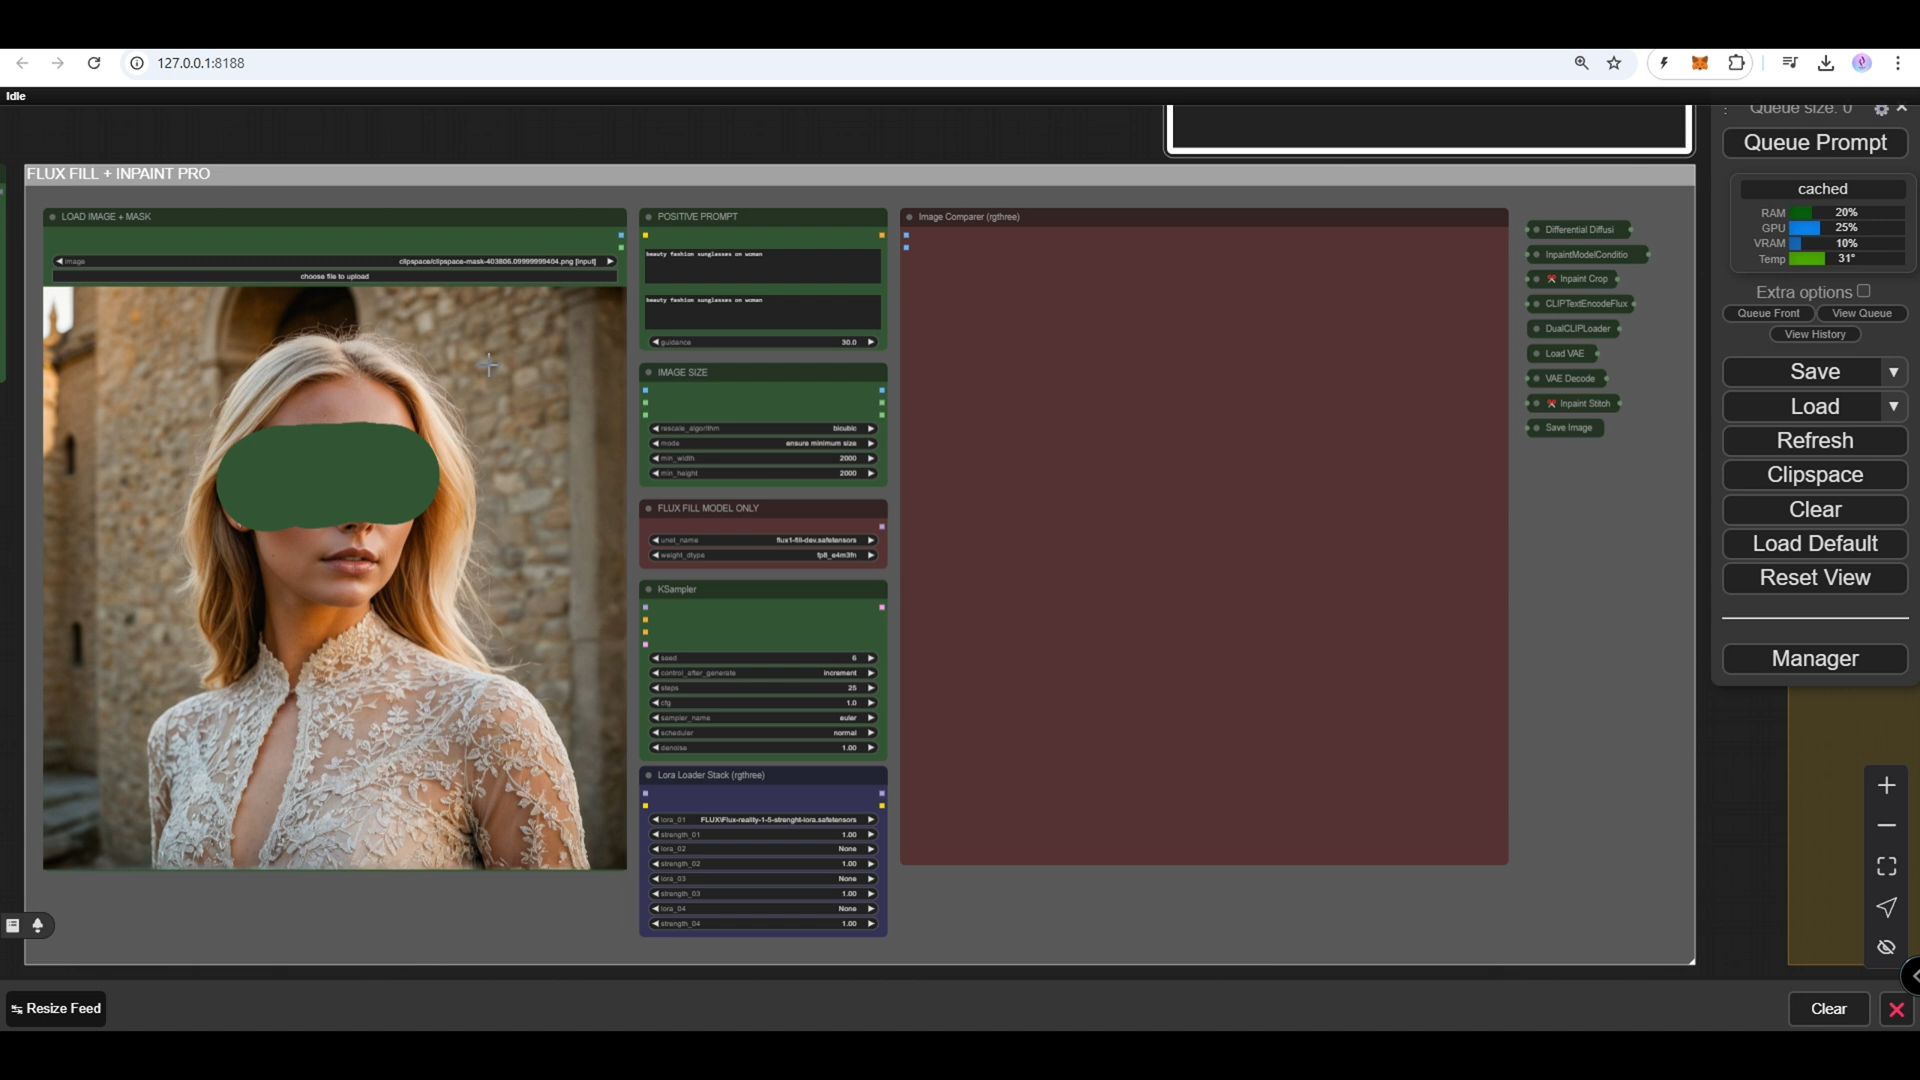 127.0.0.1:8188
Idle
Queue size: 0
Queue Prompt
cached
RAM 20%
GPU 25%
VRAM 10%
Temp 31°
Extra options
Queue Front View Queue
View History
Save
Load
Refresh
Clipspace
Clear
Load Default
Reset View
Manager
FLUX FILL + INPAINT PRO
LOAD IMAGE + MASK
image clipspace/clipspace-mask-403806.09999999404.png [input]
choose file to upload
POSITIVE PROMPT
beauty fashion sunglasses on woman
beauty fashion sunglasses on woman
guidance 30.0
IMAGE SIZE
rescale_algorithm bicubic
mode ensure minimum size
min_width 2000
min_height 2000
FLUX FILL MODEL ONLY
unet_name flux1-fill-dev.safetensors
weight_dtype fp8_e4m3fn
KSampler
seed 6
control_after_generate increment
steps 25
cfg 1.0
sampler_name euler
scheduler normal
denoise 1.00
Lora Loader Stack (rgthree)
lora_01 FLUX\Flux-reality-1-5-strenght-lora.safetensors
strength_01 1.00
lora_02 None
strength_02 1.00
lora_03 None
strength_03 1.00
lora_04 None
strength_04 1.00
Image Comparer (rgthree)
Differential Diffusi
InpaintModelConditio
Inpaint Crop
CLIPTextEncodeFlux
DualCLIPLoader
Load VAE
VAE Decode
Inpaint Stitch
Save Image
Resize Feed
Clear